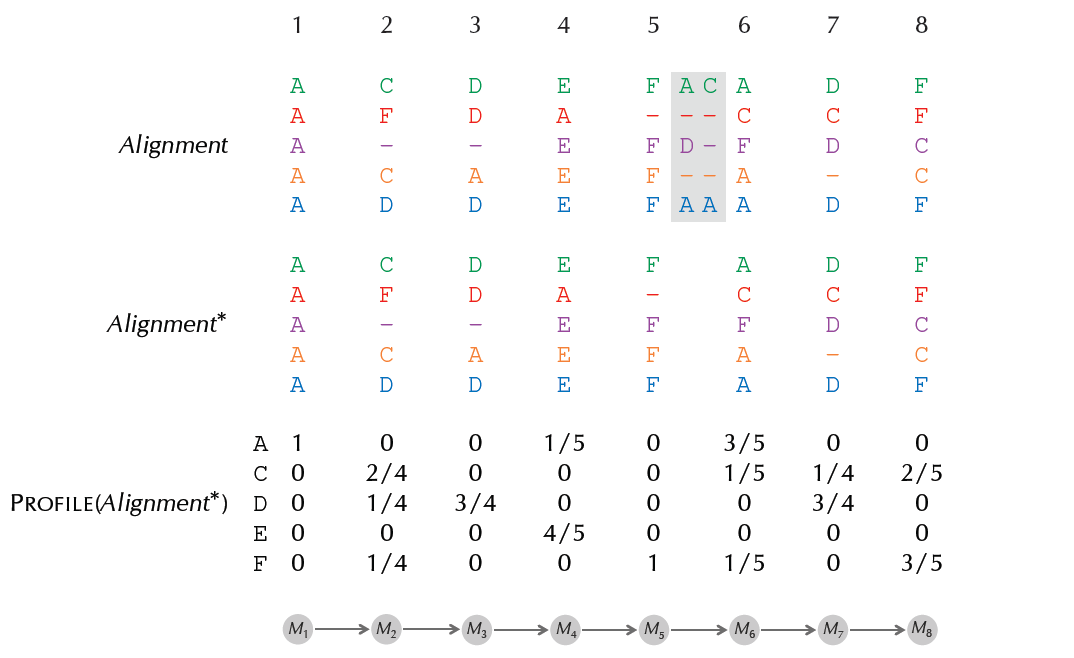 1 2 3 4 5 6 7 8
A C D E F A C A D F
A F D A - - - C C F
Alignment A - - E F D - F D C
A C A E F - - A - C
A D D E F A A A D F
A C D E F A D F
A F D A - C C F
Alignment* A - - E F F D C
A C A E F A - C
A D D E F A D F
A 1 0 0 1/5 0 3/5 0 0
C 0 2/4 0 0 0 1/5 1/4 2/5
PROFILE(Alignment*) D 0 1/4 3/4 0 0 0 3/4 0
E 0 0 0 4/5 0 0 0 0
F 0 1/4 0 0 1 1/5 0 3/5
M1 M2 M3 M4 M5 M6 M7 M8